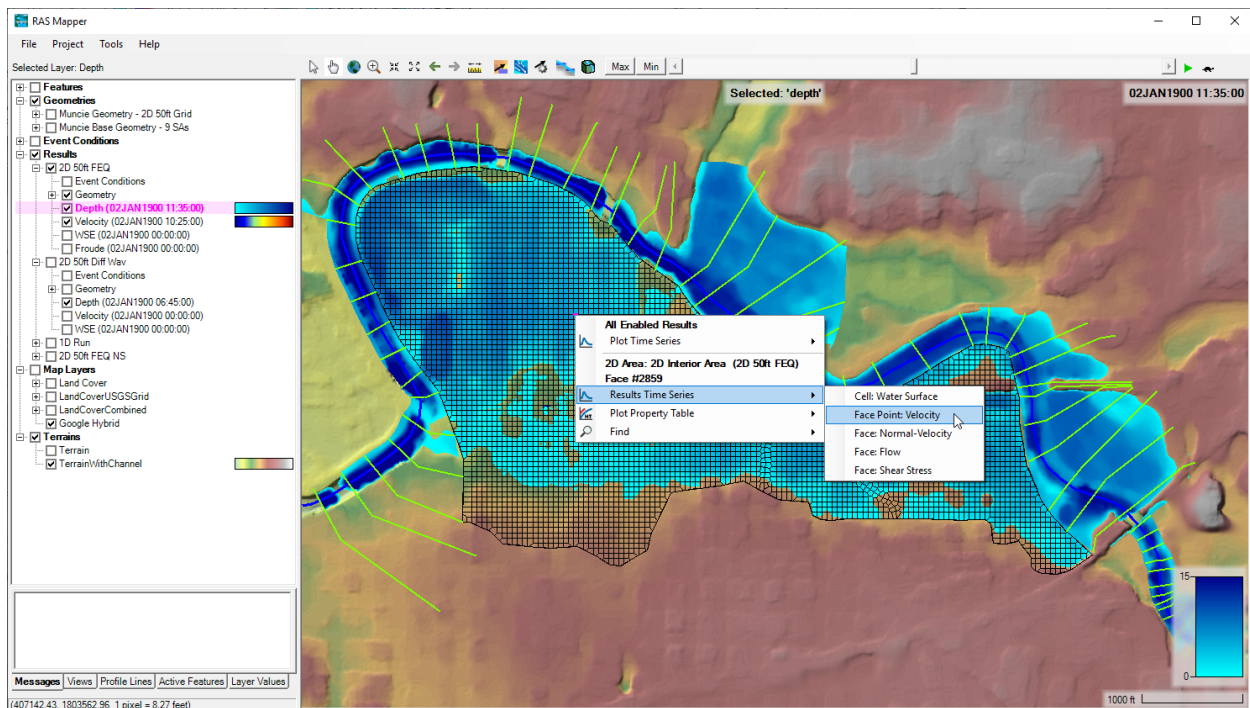 RAS Mapper
File Project Tools Help
Selected Layer: Depth
Max Min
Features
Geometries
Muncie Geometry - 2D 50ft Grid
Muncie Base Geometry - 9 SAs
Event Conditions
Results
2D 50ft FEQ
Event Conditions
Geometry
Depth (02JAN1900 11:35:00)
Velocity (02JAN1900 10:25:00)
WSE (02JAN1900 00:00:00)
Froude (02JAN1900 00:00:00)
2D 50ft Diff Wav
Event Conditions
Geometry
Depth (02JAN1900 06:45:00)
Velocity (02JAN1900 00:00:00)
WSE (02JAN1900 00:00:00)
1D Run
2D 50ft FEQ NS
Map Layers
Land Cover
LandCoverUSGSGrid
LandCoverCombined
Google Hybrid
Terrains
Terrain
TerrainWithChannel
Messages Views Profile Lines Active Features Layer Values
(407142.43, 1803562.96 1 pixel = 8.27 feet)
Selected: 'depth'
02JAN1900 11:35:00
All Enabled Results
Plot Time Series
2D Area: 2D Interior Area (2D 50ft FEQ)
Face #2859
Results Time Series
Plot Property Table
Find
Cell: Water Surface
Face Point: Velocity
Face: Normal-Velocity
Face: Flow
Face: Shear Stress
15
0
1000 ft